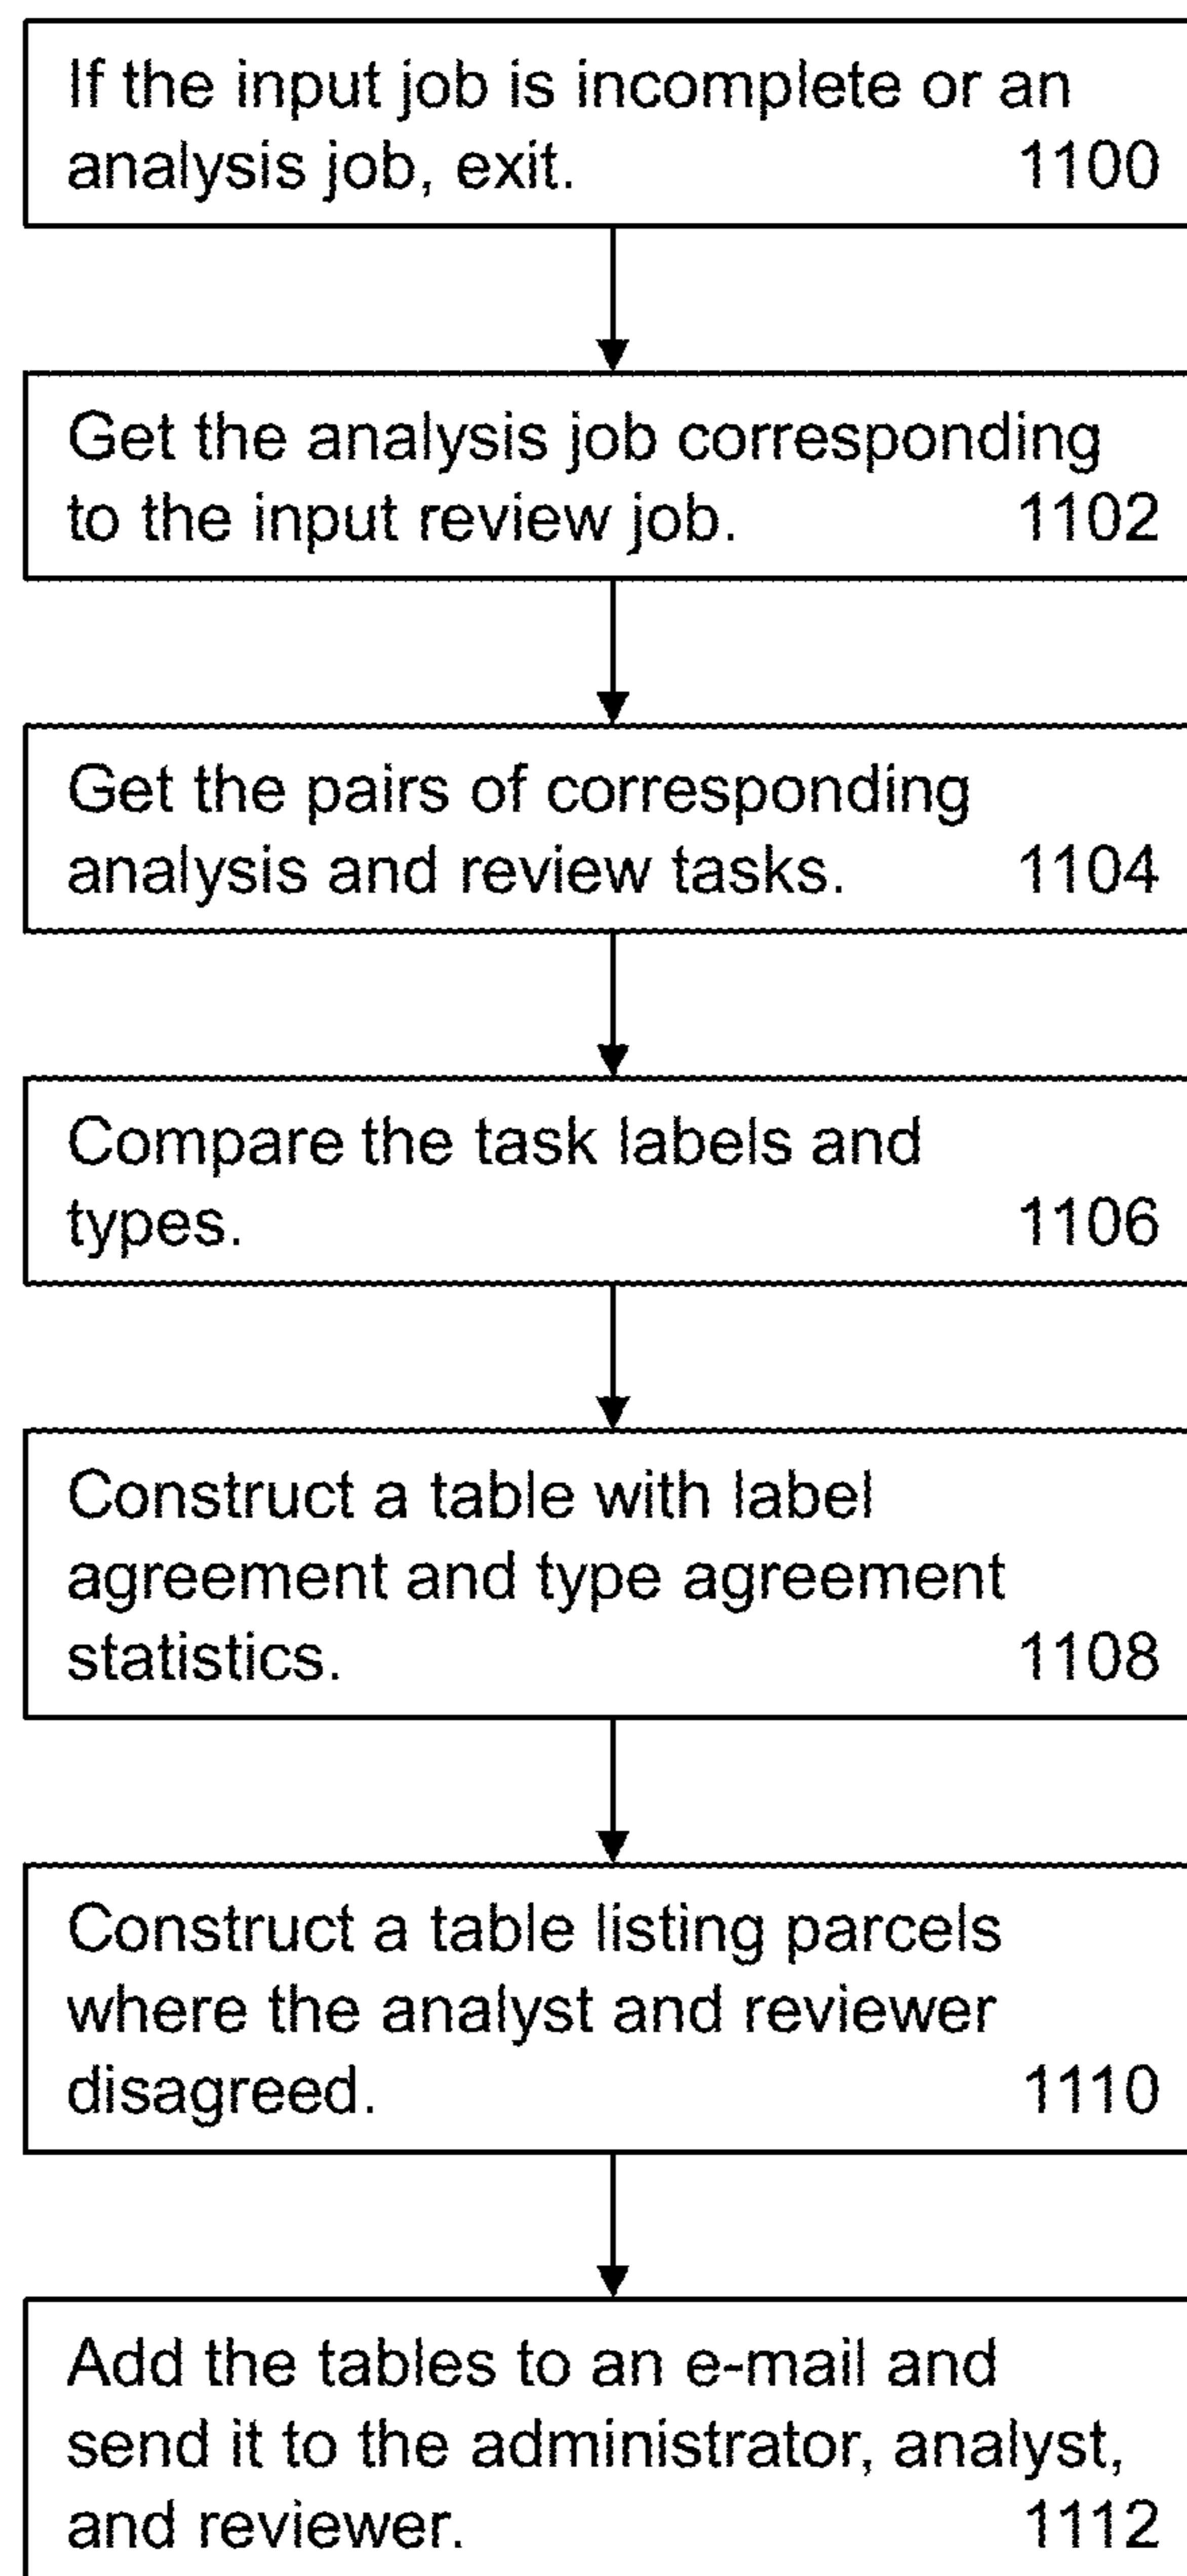 If the input job is incomplete or an
analysis job, exit. 1100
Get the analysis job corresponding
to the input review job. 1102
Get the pairs of corresponding
analysis and review tasks. 1104
Compare the task labels and
types. 1106
Construct a table with label
agreement and type agreement
statistics. 1108
Construct a table listing parcels
where the analyst and reviewer
disagreed. 1110
Add the tables to an e-mail and
send it to the administrator, analyst,
and reviewer. 1112